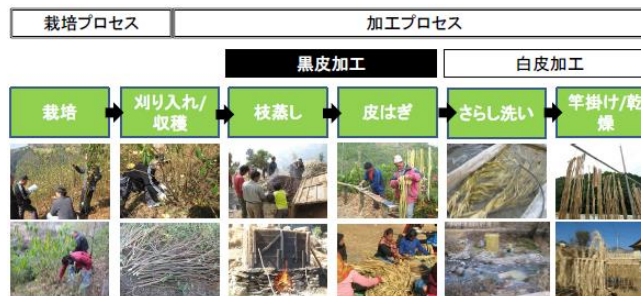 栽培プロセス
加工プロセス
黒皮加工
白皮加工
栽培
刈り入れ/
収穫
枝蒸し
皮はぎ
さらし洗い
竿掛け/乾
燥